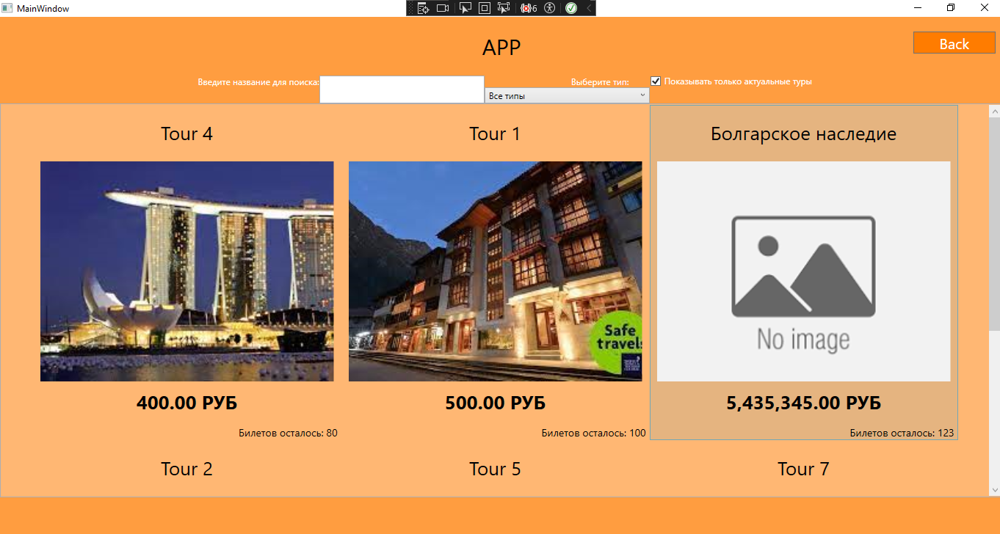 MainWindow
6
APP
Back
Введите название для поиска:
Выберите тип:
Показывать только актуальные туры
Все типы
Tour 4
Tour 1
Болгарское наследие
Safe
travels
No image
400.00 РУБ
500.00 РУБ
5,435,345.00 РУБ
Билетов осталось: 80
Билетов осталось: 100
Билетов осталось: 123
Tour 2
Tour 5
Tour 7